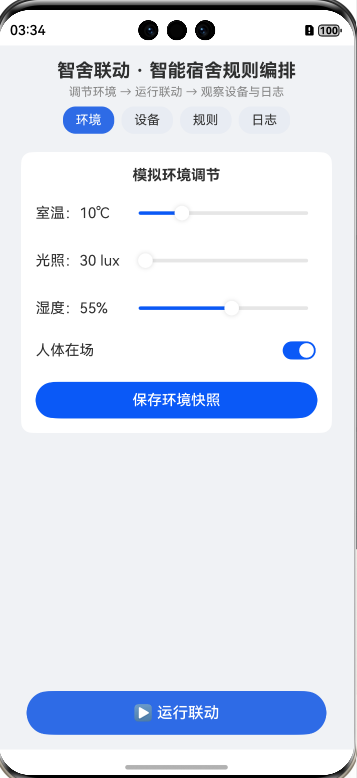 03:34
100
智舍联动 · 智能宿舍规则编排
调节环境 → 运行联动 → 观察设备与日志
环境 设备 规则 日志
模拟环境调节
室温：10℃
光照：30 lux
湿度：55%
人体在场
保存环境快照
运行联动